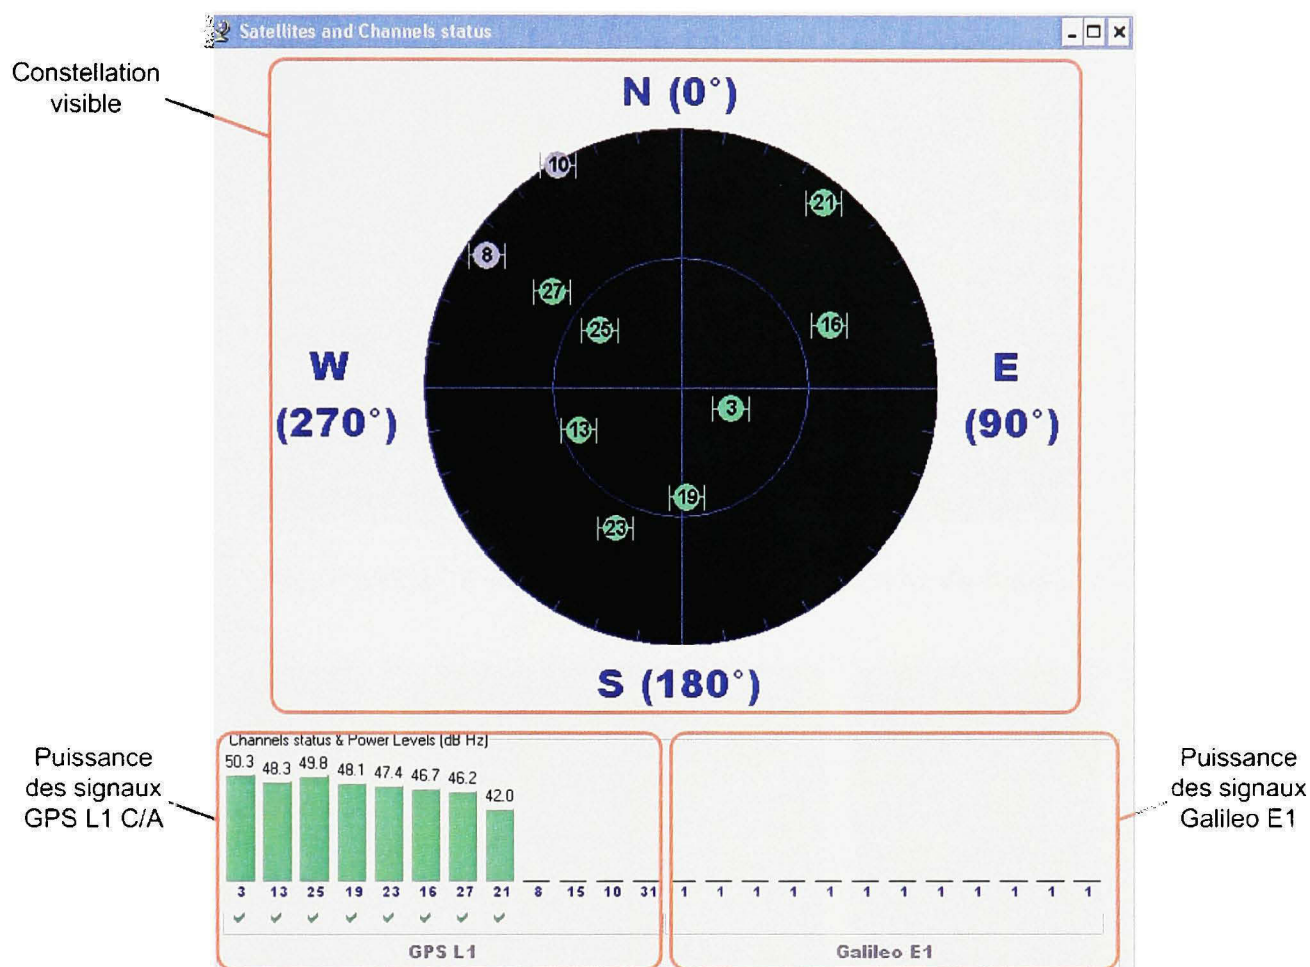 Satellites and Channels status
Constellation
visible
N (0°)
10
21
8
27
25
16
W
(270°)
E
(90°)
3
13
19
23
S (180°)
Channels status & Power Levels (dB Hz)
50.3 48.3 49.8 48.1 47.4 46.7 46.2 42.0
Puissance
des signaux
GPS L1 C/A
Puissance
des signaux
Galileo E1
3 13 25 19 23 16 27 21 8 15 10 31 1 1 1 1 1 1 1 1 1 1 1 1
GPS L1
Galileo E1